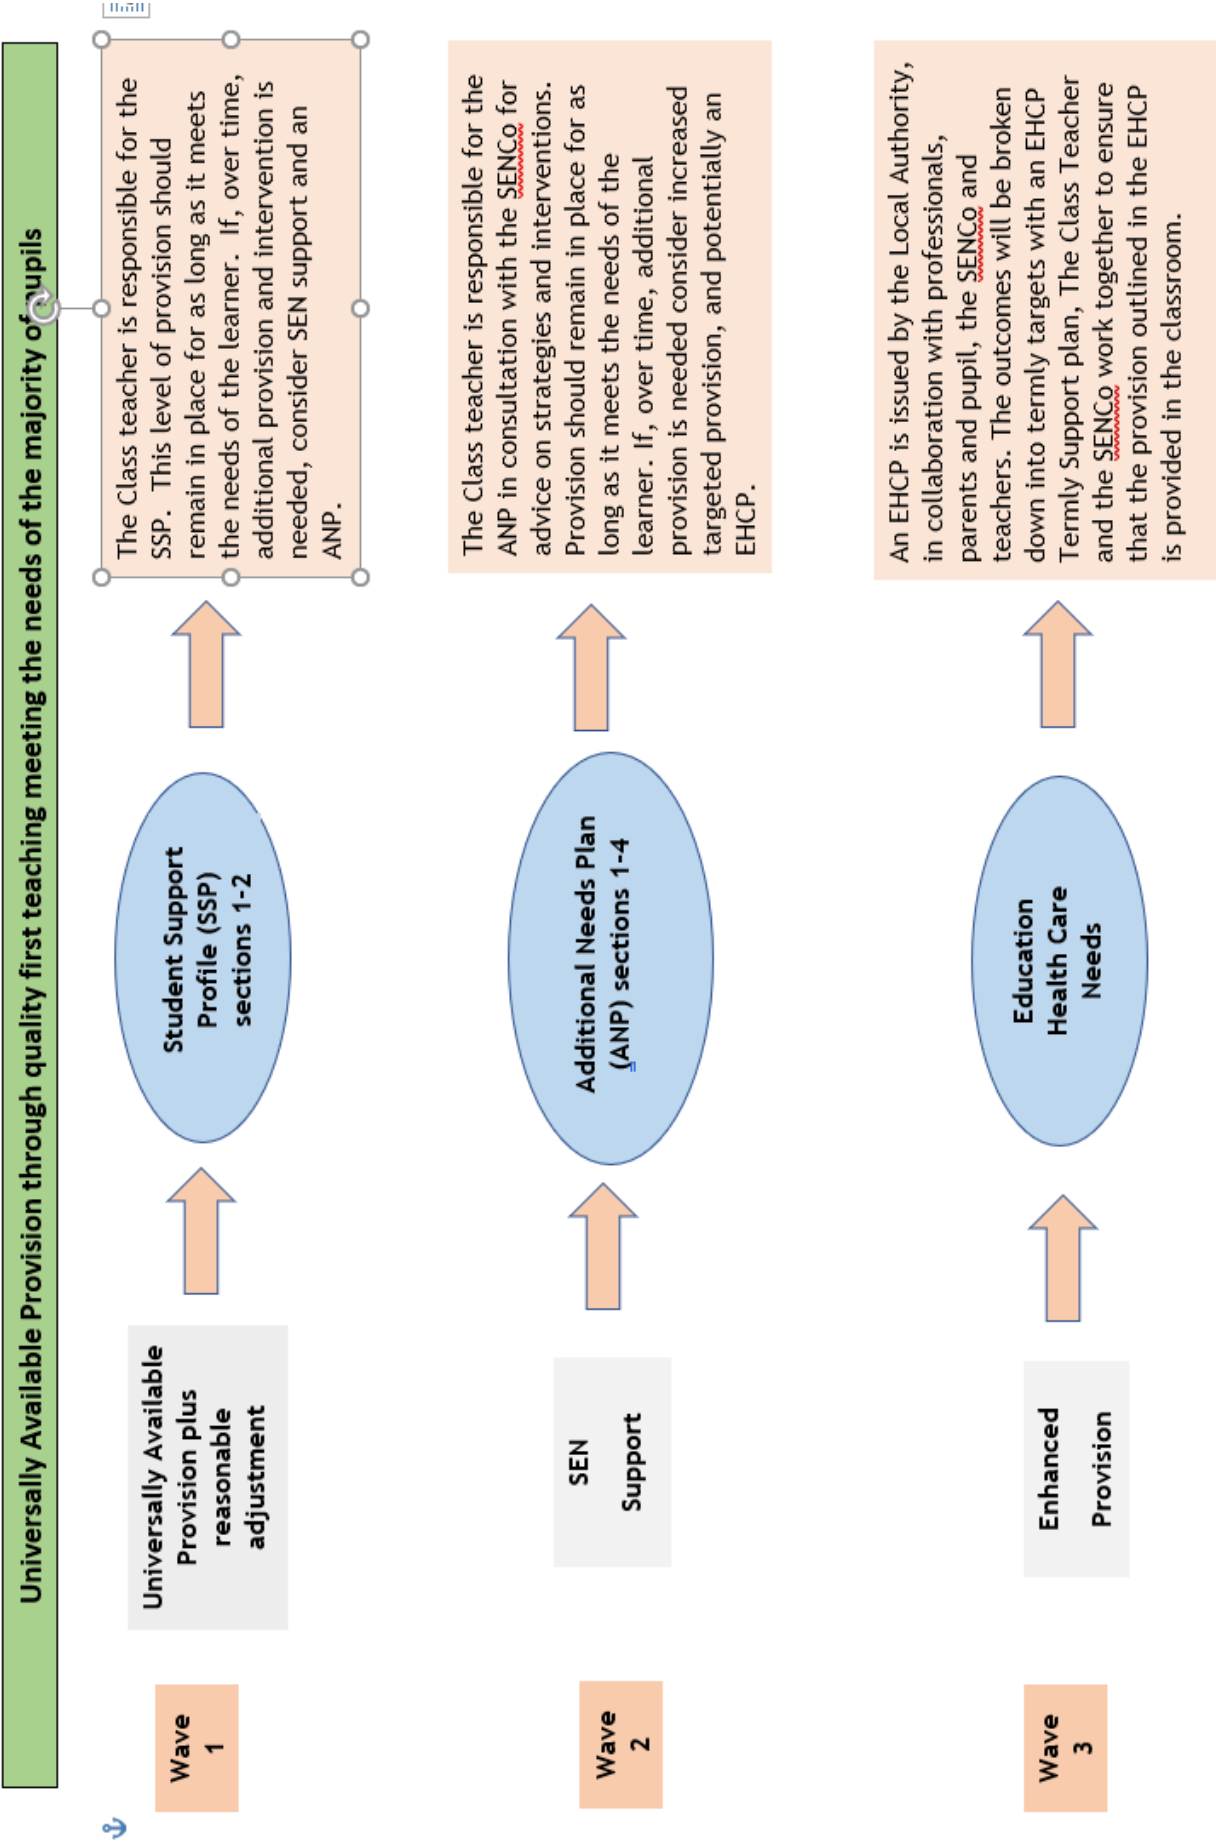 Universally Available Provision through quality first teaching meeting the needs of the majority of pupils
Wave
1
Universally Available
Provision plus
reasonable
adjustment
Student Support
Profile (SSP)
sections 1-2
The Class teacher is responsible for the
SSP. This level of provision should
remain in place for as long as it meets
the needs of the learner. If, over time,
additional provision and intervention is
needed, consider SEN support and an
ANP.
Wave
2
SEN
Support
Additional Needs Plan
(ANP) sections 1-4
The Class teacher is responsible for the
ANP in consultation with the SENCo for
advice on strategies and interventions.
Provision should remain in place for as
long as it meets the needs of the
learner. If, over time, additional
provision is needed consider increased
targeted provision, and potentially an
EHCP.
Wave
3
Enhanced
Provision
Education
Health Care
Needs
An EHCP is issued by the Local Authority,
in collaboration with professionals,
parents and pupil, the SENCo and
teachers. The outcomes will be broken
down into termly targets with an EHCP
Termly Support plan, The Class Teacher
and the SENCo work together to ensure
that the provision outlined in the EHCP
is provided in the classroom.